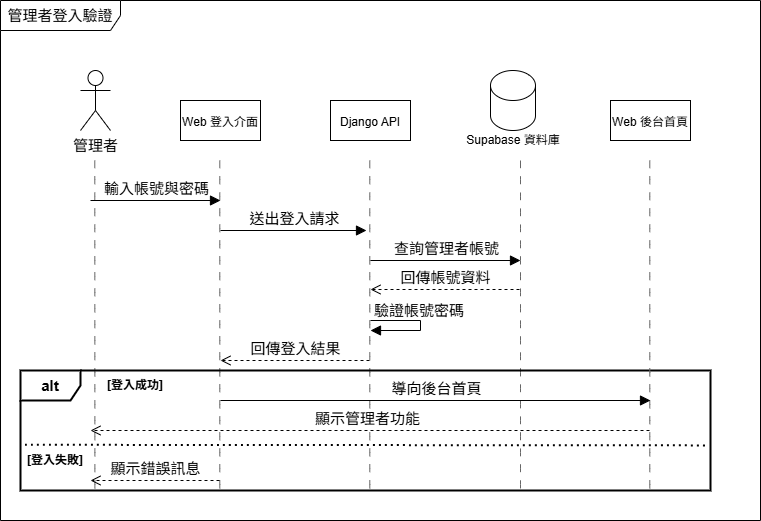 管理者登入驗證
管理者
Web 登入介面
Django API
Supabase 資料庫
Web 後台首頁
輸入帳號與密碼
送出登入請求
查詢管理者帳號
回傳帳號資料
驗證帳號密碼
回傳登入結果
alt
[登入成功]
導向後台首頁
顯示管理者功能
[登入失敗]
顯示錯誤訊息